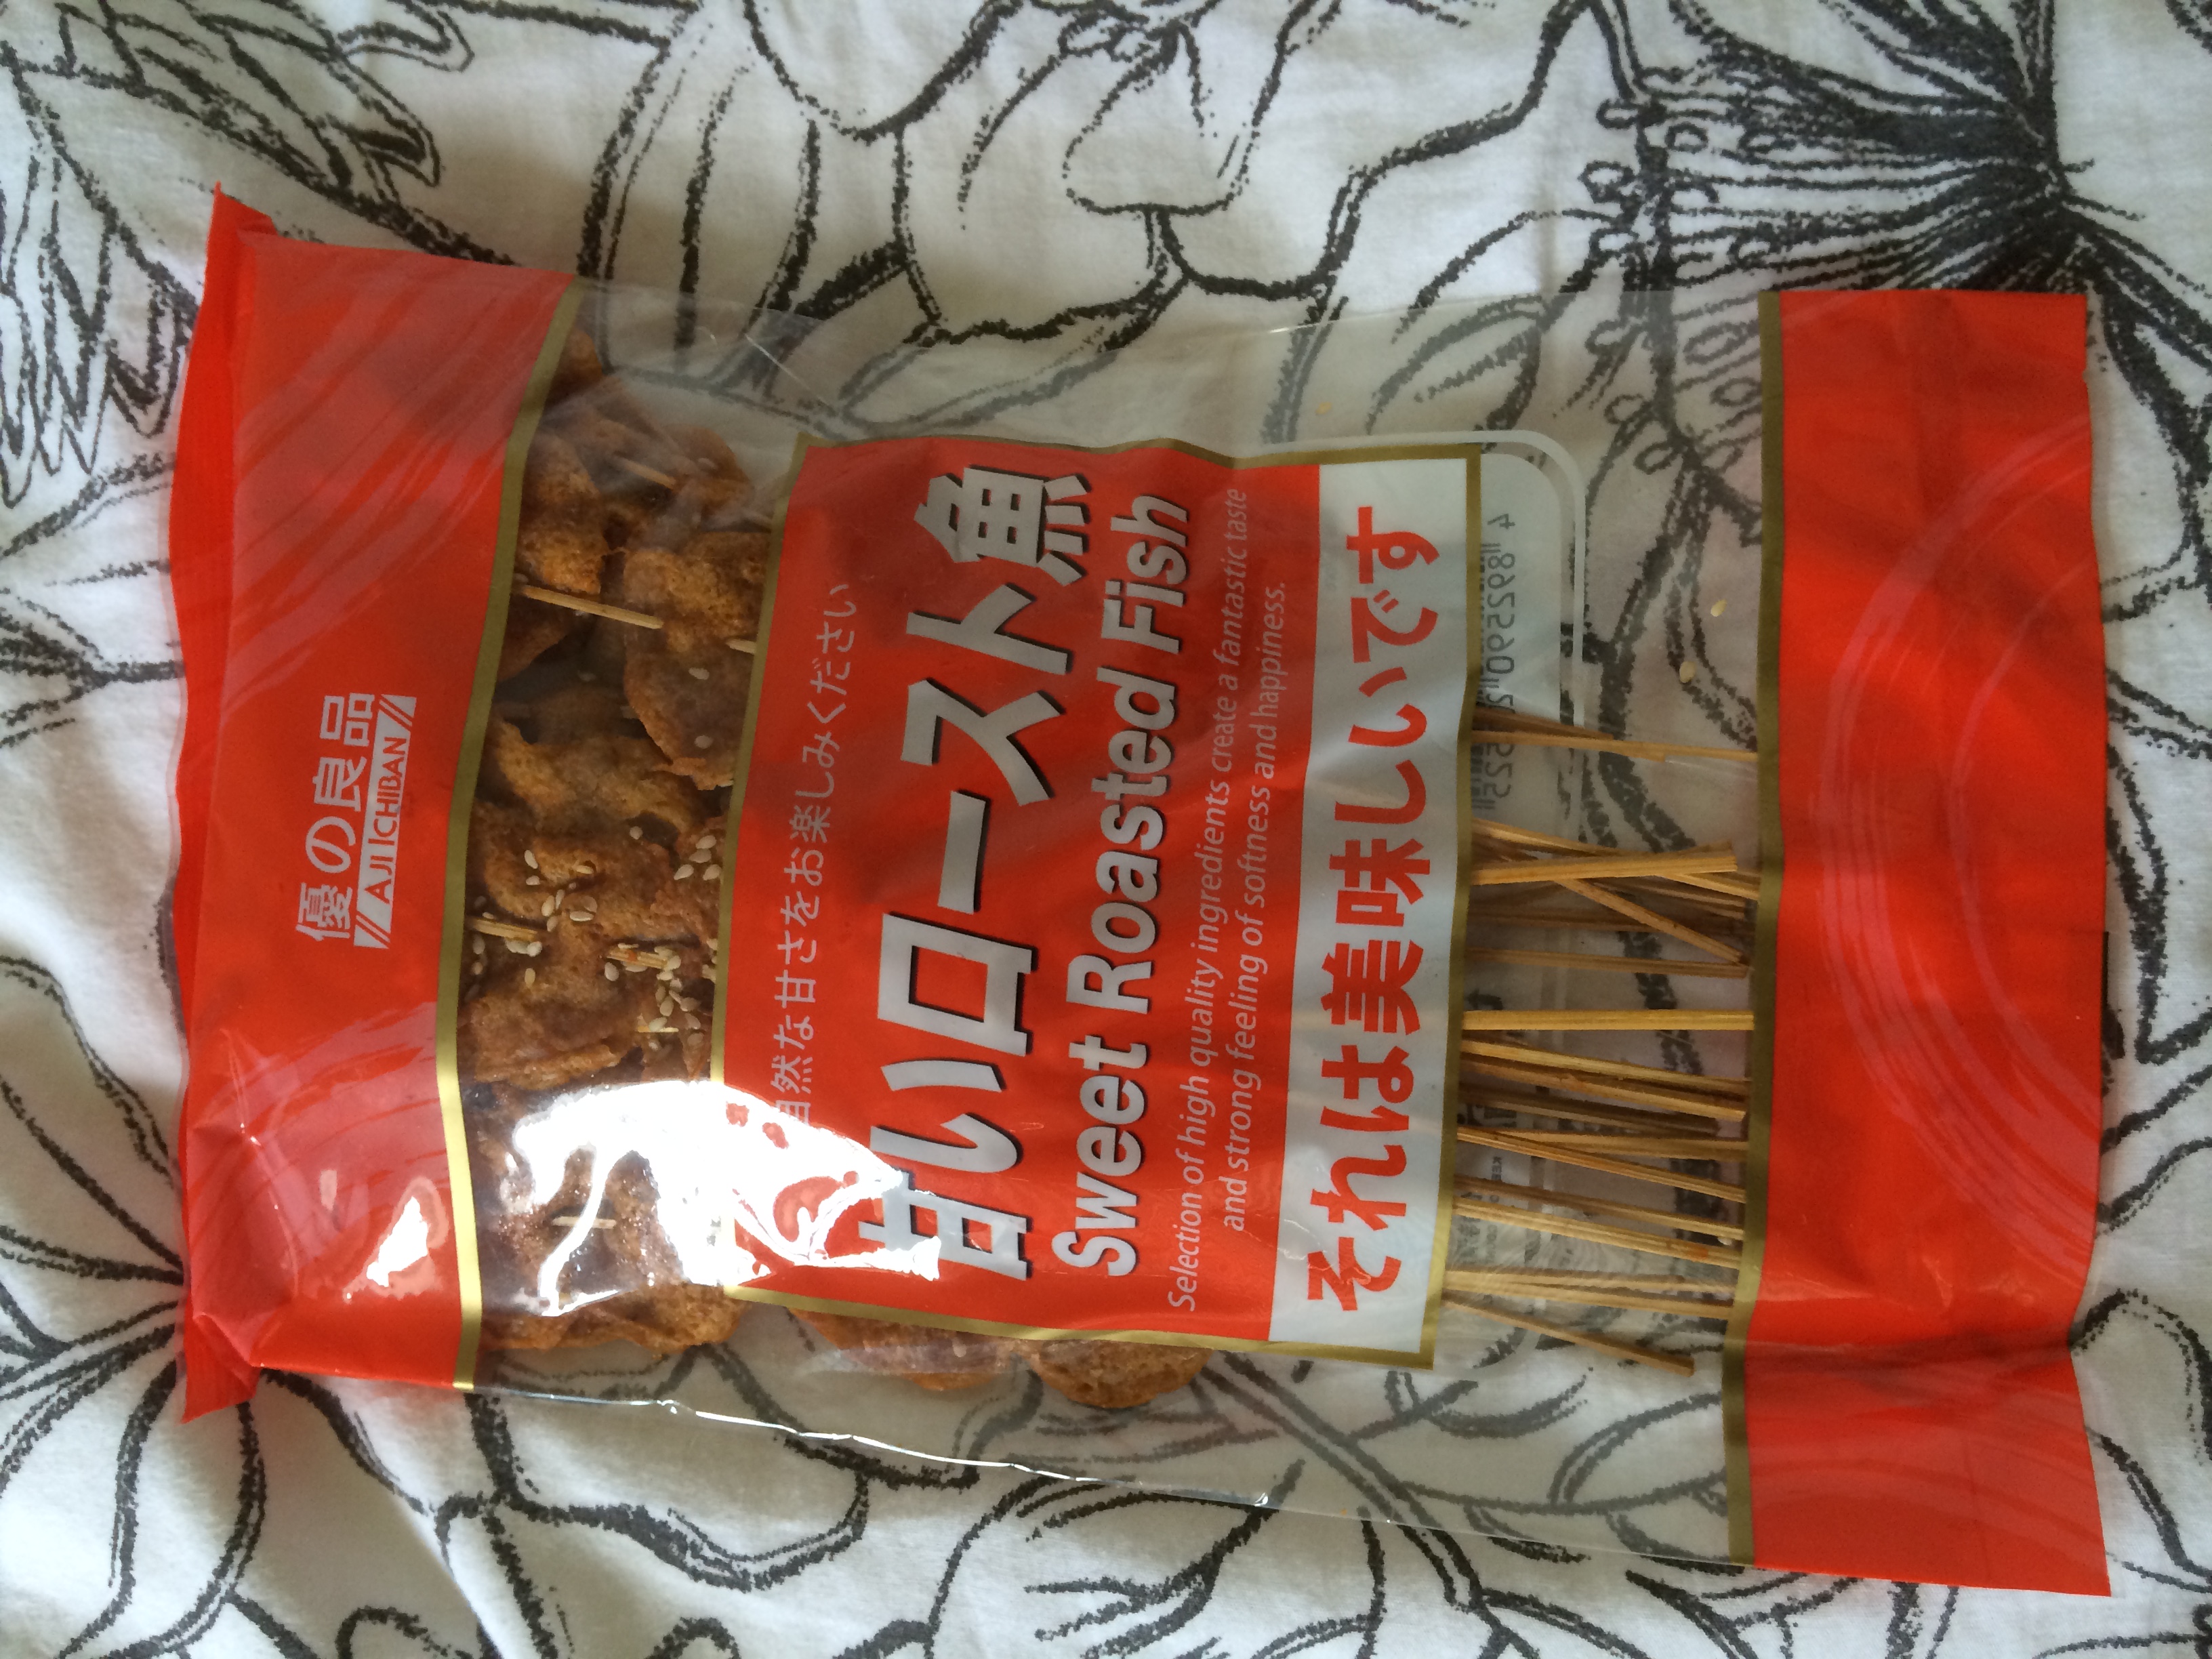 優の良品
AJI ICHIBAN
自然な甘さをお楽しみください
甘いロースト魚
Sweet Roasted Fish
Selection of high quality ingredients create a fantastic taste
and strong feeling of softness and happiness.
それは美味しいです